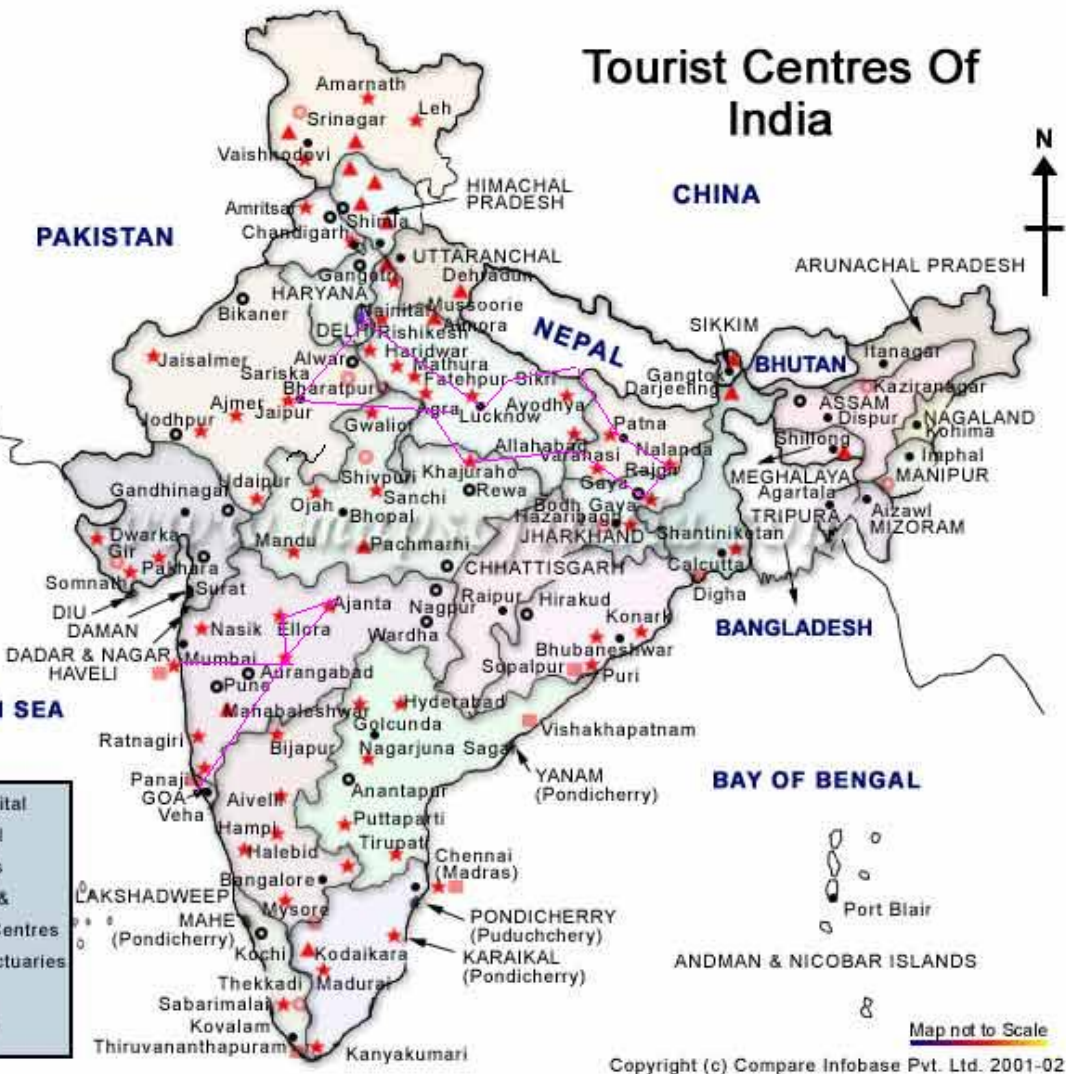 Tourist Centres Of
India
Amarnath
Leh
Srinagar
Vaishnodovi
N
HIMACHAL
PRADESH
CHINA
Amritsar
Shimla
PAKISTAN
Chandigarh
UTTARANCHAL
ARUNACHAL PRADESH
Gangotri
Dehradun
HARYANA
Mussoorie
Bikaner
Nainital
Almora
DELHI
Rishikesh
NEPAL
SIKKIM
BHUTAN
Itanagar
Jaisalmer
Alwar
Haridwar
Sariska
Mathura
Gangtok
Bharatpur
Fatehpur Sikri
Darjeeling
Kaziranagar
ASSAM
Ajmer
Jaipur
Agra
Lucknow
Ayodhya
Dispur
NAGALAND
Jodhpur
Gwalior
Patna
Kohima
Allahabad
Nalanda
Shillong
Varanasi
Imphal
Khajuraho
Rajgir
MEGHALAYA
MANIPUR
Gandhinagar
Udaipur
Shivpuri
Sanchi
Rewa
Gaya
Agartala
Ojah
Bhopal
Bodh Gaya
TRIPURA
Aizawl
Hazaribagh
MIZORAM
Dwarka
Mandu
Pachmarhi
JHARKHAND
Shantiniketan
Gir
Pakhara
CHHATTISGARH
Calcutta
Somnath
Surat
DIU
Ajanta
Nagpur
Raipur
Hirakud
Digha
DAMAN
Nasik
Ellora
Wardha
Konark
BANGLADESH
DADAR & NAGAR
HAVELI
Mumbai
Aurangabad
Bhubaneshwar
Sopalpur
Puri
Pune
N SEA
Mahabaleshwar
Hyderabad
Golcunda
Vishakhapatnam
Ratnagiri
Bijapur
Nagarjuna Sagar
Panaji
YANAM
(Pondicherry)
BAY OF BENGAL
GOA
Anantapur
ital
Veha
Aivelli
Hampi
Puttaparti
Halebid
Tirupati
Chennai
(Madras)
&
LAKSHADWEEP
Bangalore
Mysore
Port Blair
Centres
MAHE
(Pondicherry)
PONDICHERRY
(Puduchchery)
Kochi
Kodaikara
KARAIKAL
(Pondicherry)
ctuaries
ANDMAN & NICOBAR ISLANDS
Thekkadi
Madurai
Sabarimalai
Kovalam
Thiruvananthapuram
Kanyakumari
Map not to Scale
Copyright (c) Compare Infobase Pvt. Ltd. 2001-02